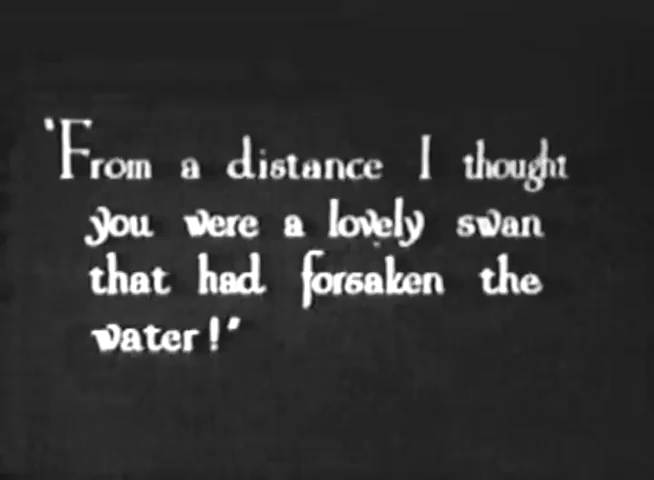 'From a distance I thought
you were a lovely swan
that had forsaken the
water!"